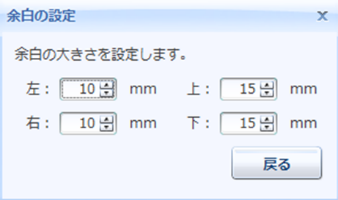 余白の設定
余白の大きさを設定します。
左： 10 mm 上： 15 mm
右： 10 mm 下： 15 mm
戻る